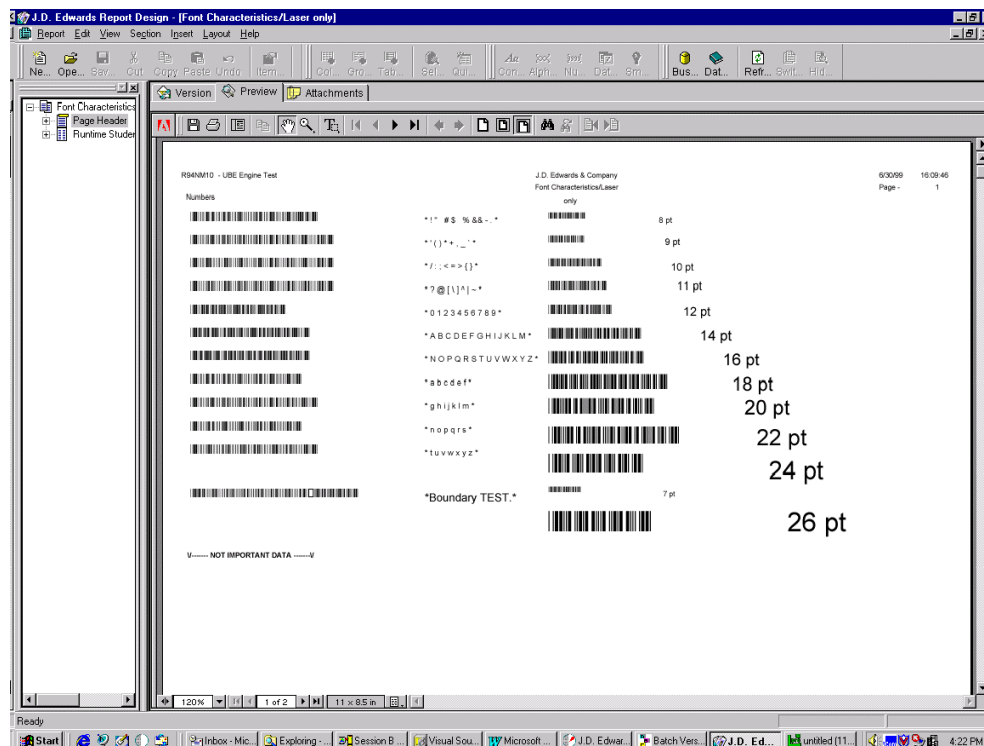 J.D. Edwards Report Design - [Font Characteristics/Laser only]
Report Edit View Section Insert Layout Help
Ne... Ope... Sav... Cut Copy Paste Undo Item... Col... Gro... Tab... Sel... Qui... Con... Alph... Nu... Dat... Sm... Bus... Dat... Refr... Swit... Hid...
Version Preview Attachments
Font Characteristics
Page Header
Runtime Studer
R94NM10 - UBE Engine Test J.D. Edwards & Company 6/30/99 16:09:46
Font Characteristics/Laser Page - 1
only
Numbers
*!" #$ %&&-.* 8 pt
*'()*+,_`* 9 pt
*/:;<=>{}* 10 pt
*?@[\]^|~* 11 pt
*0123456789* 12 pt
*ABCDEFGHIJKLM* 14 pt
*NOPQRSTUVWXYZ* 16 pt
*abcdef* 18 pt
*ghijklm* 20 pt
*nopqrs* 22 pt
*tuvwxyz* 24 pt
*Boundary TEST.* 7 pt
26 pt
\/------- NOT IMPORTANT DATA -------\/
120% 1 of 2 11 x 8.5 in
Ready
Start Inbox - Mic... Exploring - ... Session B ... Visual Sou... Microsoft ... J.D. Edwar... Batch Vers... J.D. Ed... untitled (11... 4:22 PM